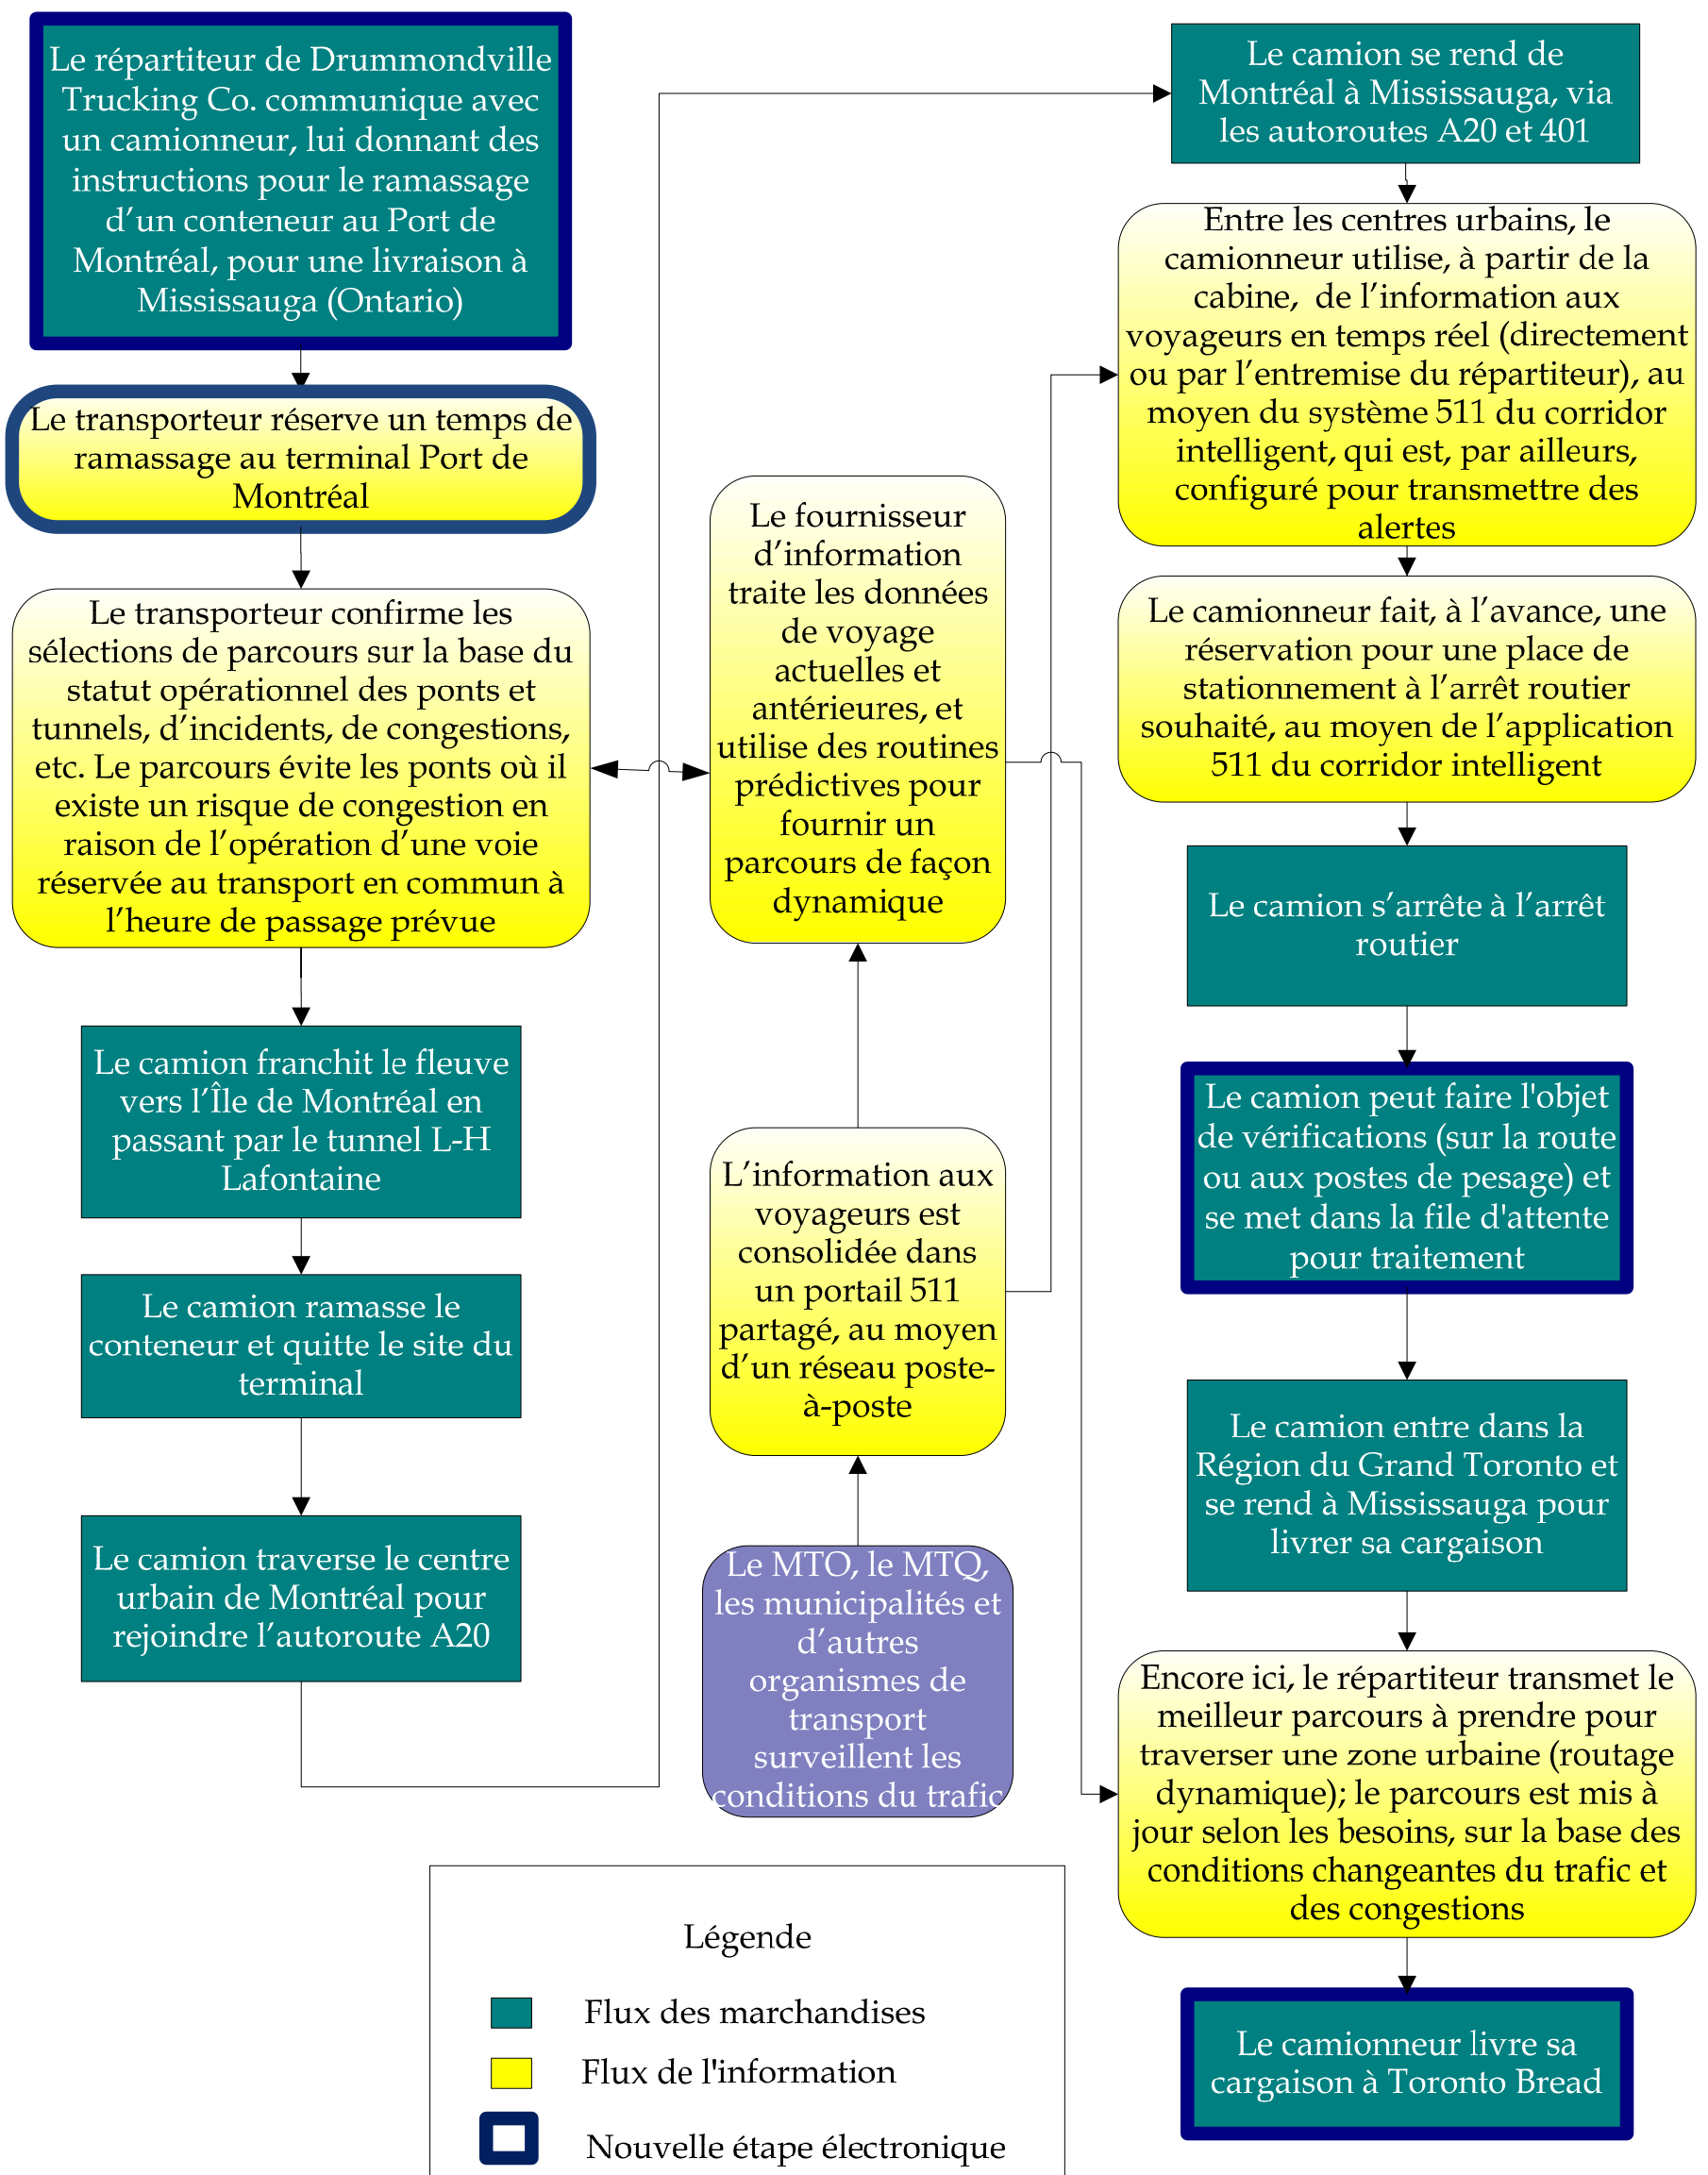 Le répartiteur de Drummondville
Trucking Co. communique avec
un camionneur, lui donnant des
instructions pour le ramassage
d’un conteneur au Port de
Montréal, pour une livraison à
Mississauga (Ontario)
Le transporteur réserve un temps de
ramassage au terminal Port de
Montréal
Le transporteur confirme les
sélections de parcours sur la base du
statut opérationnel des ponts et
tunnels, d’incidents, de congestions,
etc. Le parcours évite les ponts où il
existe un risque de congestion en
raison de l’opération d’une voie
réservée au transport en commun à
l’heure de passage prévue
Le camion franchit le fleuve
vers l’Île de Montréal en
passant par le tunnel L-H
Lafontaine
Le camion ramasse le
conteneur et quitte le site du
terminal
Le camion traverse le centre
urbain de Montréal pour
rejoindre l’autoroute A20
Le fournisseur
d’information
traite les données
de voyage
actuelles et
antérieures, et
utilise des routines
prédictives pour
fournir un
parcours de façon
dynamique
L’information aux
voyageurs est
consolidée dans
un portail 511
partagé, au moyen
d’un réseau poste-
à-poste
Le MTO, le MTQ,
les municipalités et
d’autres
organismes de
transport
surveillent les
conditions du trafic
Le camion se rend de
Montréal à Mississauga, via
les autoroutes A20 et 401
Entre les centres urbains, le
camionneur utilise, à partir de la
cabine, de l’information aux
voyageurs en temps réel (directement
ou par l’entremise du répartiteur), au
moyen du système 511 du corridor
intelligent, qui est, par ailleurs,
configuré pour transmettre des
alertes
Le camionneur fait, à l’avance, une
réservation pour une place de
stationnement à l’arrêt routier
souhaité, au moyen de l’application
511 du corridor intelligent
Le camion s’arrête à l’arrêt
routier
Le camion peut faire l'objet
de vérifications (sur la route
ou aux postes de pesage) et
se met dans la file d'attente
pour traitement
Le camion entre dans la
Région du Grand Toronto et
se rend à Mississauga pour
livrer sa cargaison
Encore ici, le répartiteur transmet le
meilleur parcours à prendre pour
traverser une zone urbaine (routage
dynamique); le parcours est mis à
jour selon les besoins, sur la base des
conditions changeantes du trafic et
des congestions
Le camionneur livre sa
cargaison à Toronto Bread
Légende
Flux des marchandises
Flux de l'information
Nouvelle étape électronique